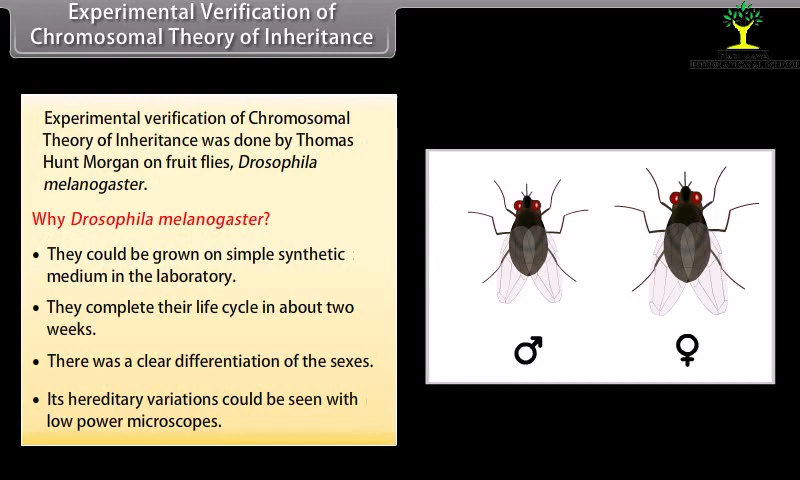 Experimental Verification of
Chromosomal Theory of Inheritance
INTERNATIONAL SCHOOL
Experimental verification of Chromosomal
Theory of Inheritance was done by Thomas
Hunt Morgan on fruit flies, Drosophila
melanogaster.
Why Drosophila melanogaster?
• They could be grown on simple synthetic
medium in the laboratory.
• They complete their life cycle in about two
weeks.
• There was a clear differentiation of the sexes.
• Its hereditary variations could be seen with
low power microscopes.
♂ ♀